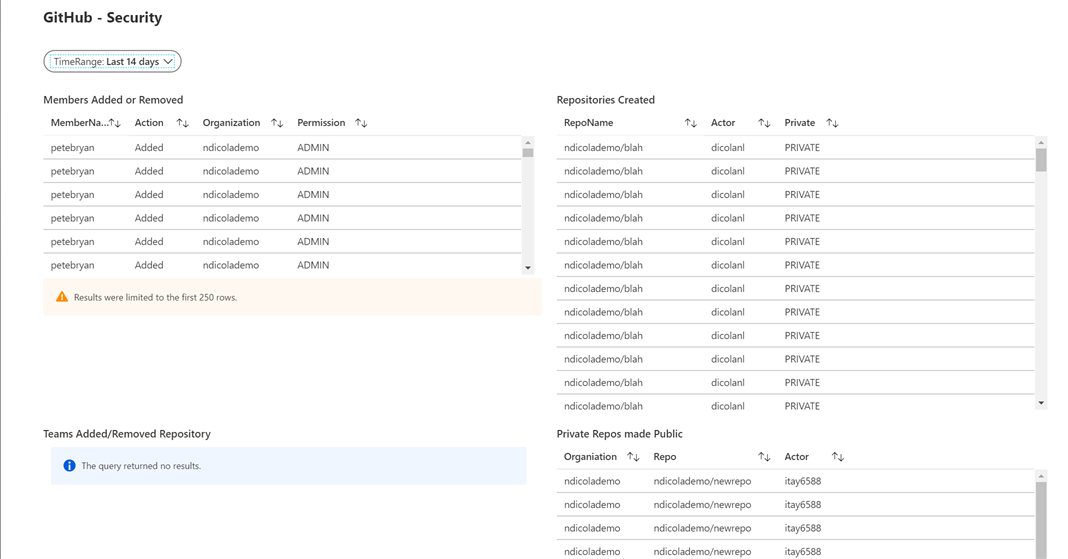 GitHub - Security
TimeRange: Last 14 days
Members Added or Removed
MemberNa... Action Organization Permission
petebryan Added ndicolademo ADMIN
petebryan Added ndicolademo ADMIN
petebryan Added ndicolademo ADMIN
petebryan Added ndicolademo ADMIN
petebryan Added ndicolademo ADMIN
petebryan Added ndicolademo ADMIN
Results were limited to the first 250 rows.
Repositories Created
RepoName Actor Private
ndicolademo/blah dicolanl PRIVATE
ndicolademo/blah dicolanl PRIVATE
ndicolademo/blah dicolanl PRIVATE
ndicolademo/blah dicolanl PRIVATE
ndicolademo/blah dicolanl PRIVATE
ndicolademo/blah dicolanl PRIVATE
ndicolademo/blah dicolanl PRIVATE
ndicolademo/blah dicolanl PRIVATE
ndicolademo/blah dicolanl PRIVATE
ndicolademo/blah dicolanl PRIVATE
ndicolademo/blah dicolanl PRIVATE
ndicolademo/blah dicolanl PRIVATE
Teams Added/Removed Repository
The query returned no results.
Private Repos made Public
Organiation Repo Actor
ndicolademo ndicolademo/newrepo itay6588
ndicolademo ndicolademo/newrepo itay6588
ndicolademo ndicolademo/newrepo itay6588
ndicolademo ndicolademo/newrepo itay6588